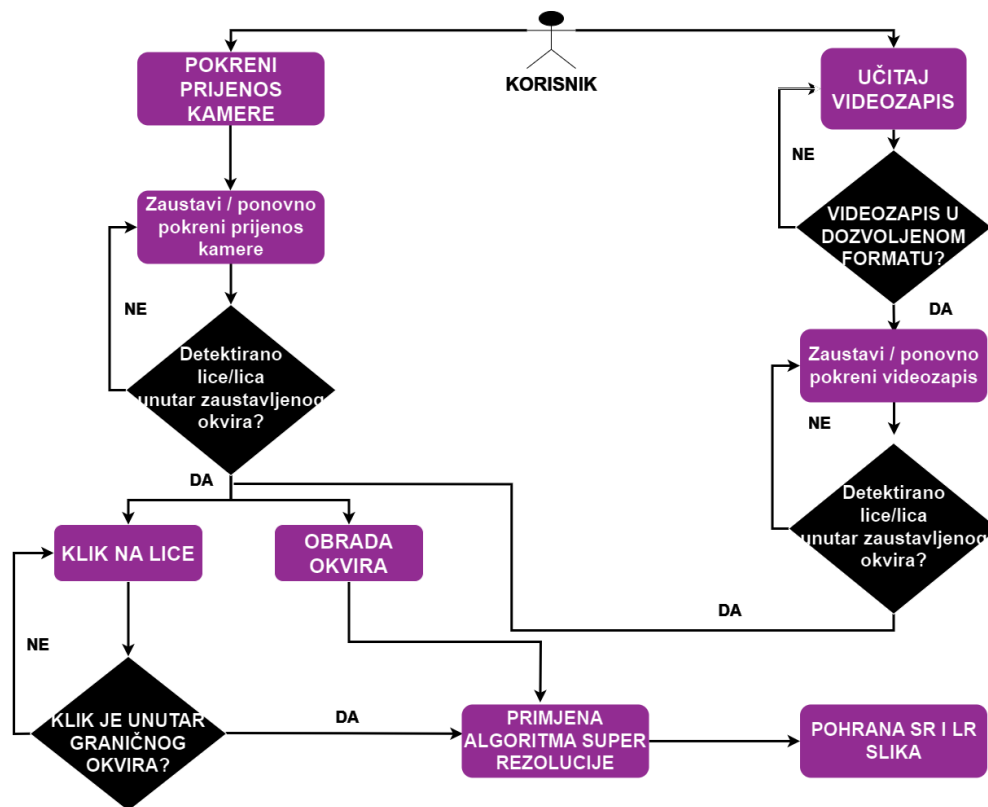 KORISNIK
POKRENI
PRIJENOS
KAMERE
UČITAJ
VIDEOZAPIS
NE
Zaustavi / ponovno
pokreni prijenos
kamere
VIDEOZAPIS U
DOZVOLJENOM
FORMATU?
NE
DA
Detektirano
lice/lica
unutar zaustavljenog
okvira?
Zaustavi / ponovno
pokreni videozapis
NE
DA
Detektirano
lice/lica
unutar zaustavljenog
okvira?
KLIK NA LICE
OBRADA
OKVIRA
DA
NE
KLIK JE UNUTAR
GRANIČNOG
OKVIRA?
DA
PRIMJENA
ALGORITMA SUPER
REZOLUCIJE
POHRANA SR I LR
SLIKA